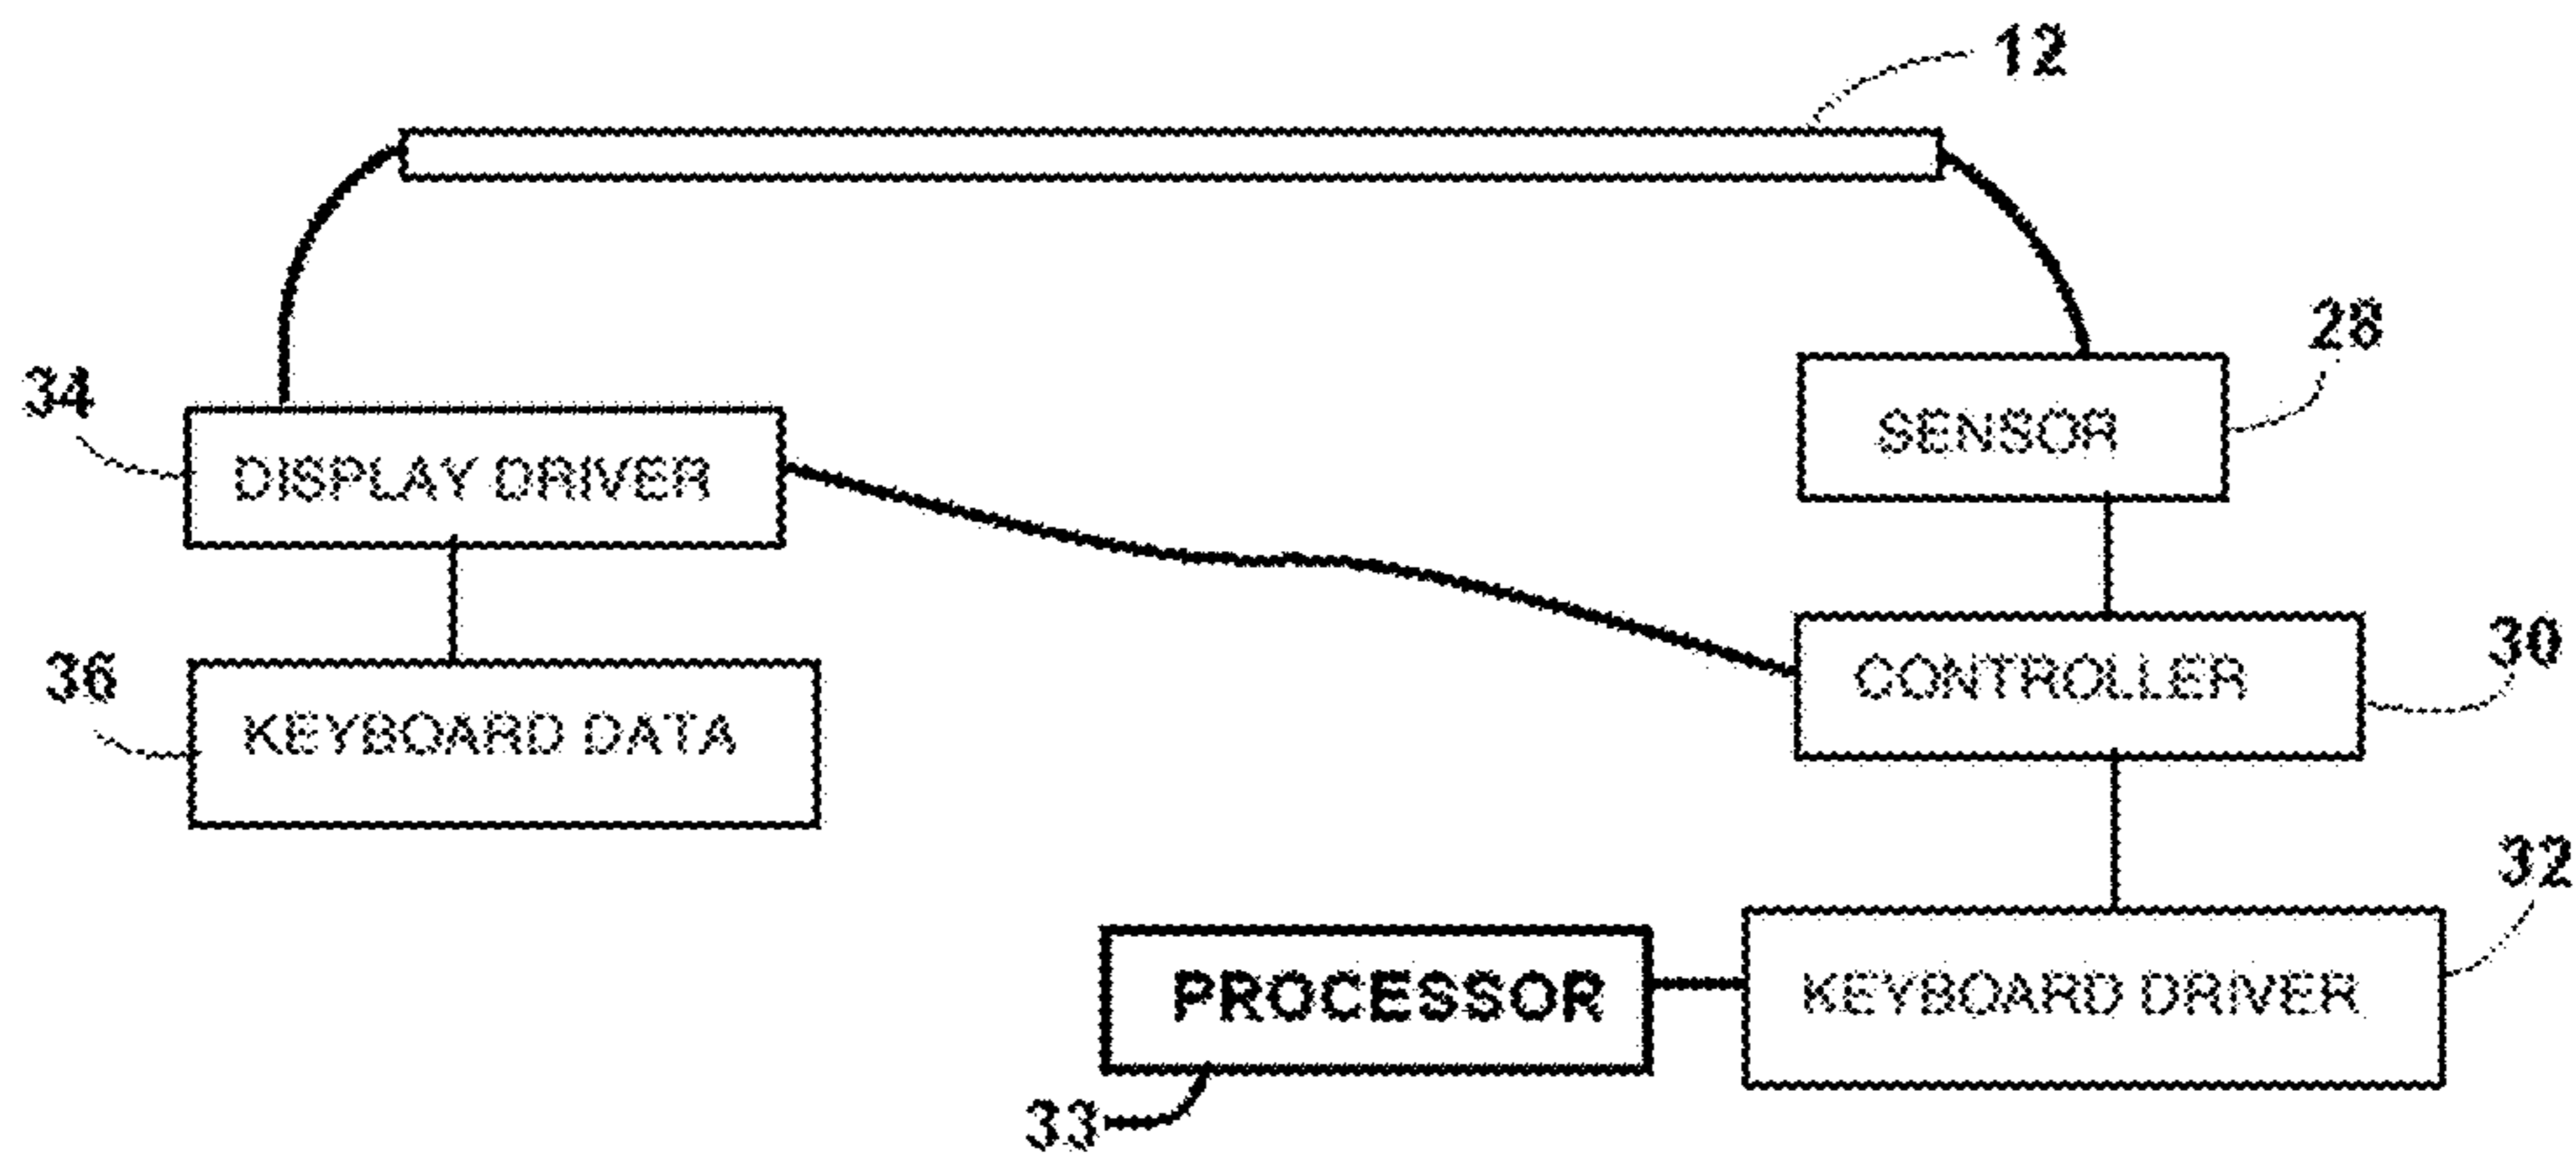 12
28
34
SENSOR
DISPLAY DRIVER
30
36
CONTROLLER
KEYBOARD DATA
32
PROCESSOR
KEYBOARD DRIVER
33